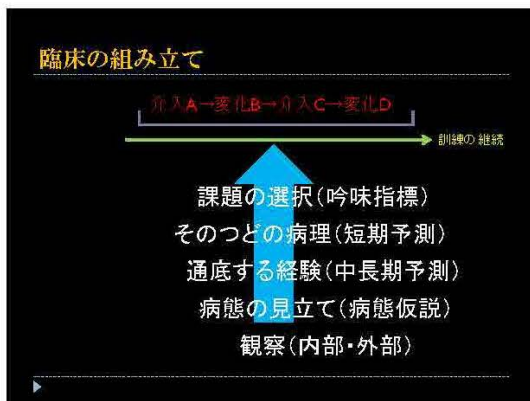 臨床の組み立て
介入A→変化B→介入C→変化D
訓練の継続
課題の選択(吟味指標)
そのつどの病理(短期予測)
通底する経験(中長期予測)
病態の見立て(病態仮説)
観察(内部・外部)